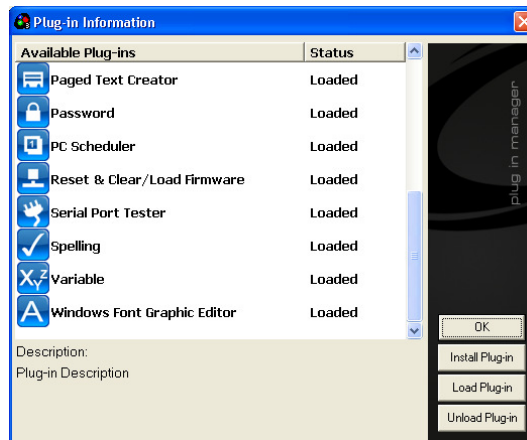 Plug-in Information
Available Plug-ins Status
Paged Text Creator Loaded
Password Loaded
PC Scheduler Loaded
Reset & Clear/Load Firmware Loaded
Serial Port Tester Loaded
Spelling Loaded
Variable Loaded
Windows Font Graphic Editor Loaded
Description:
Plug-in Description
plug in manager
OK
Install Plug-in
Load Plug-in
Unload Plug-in